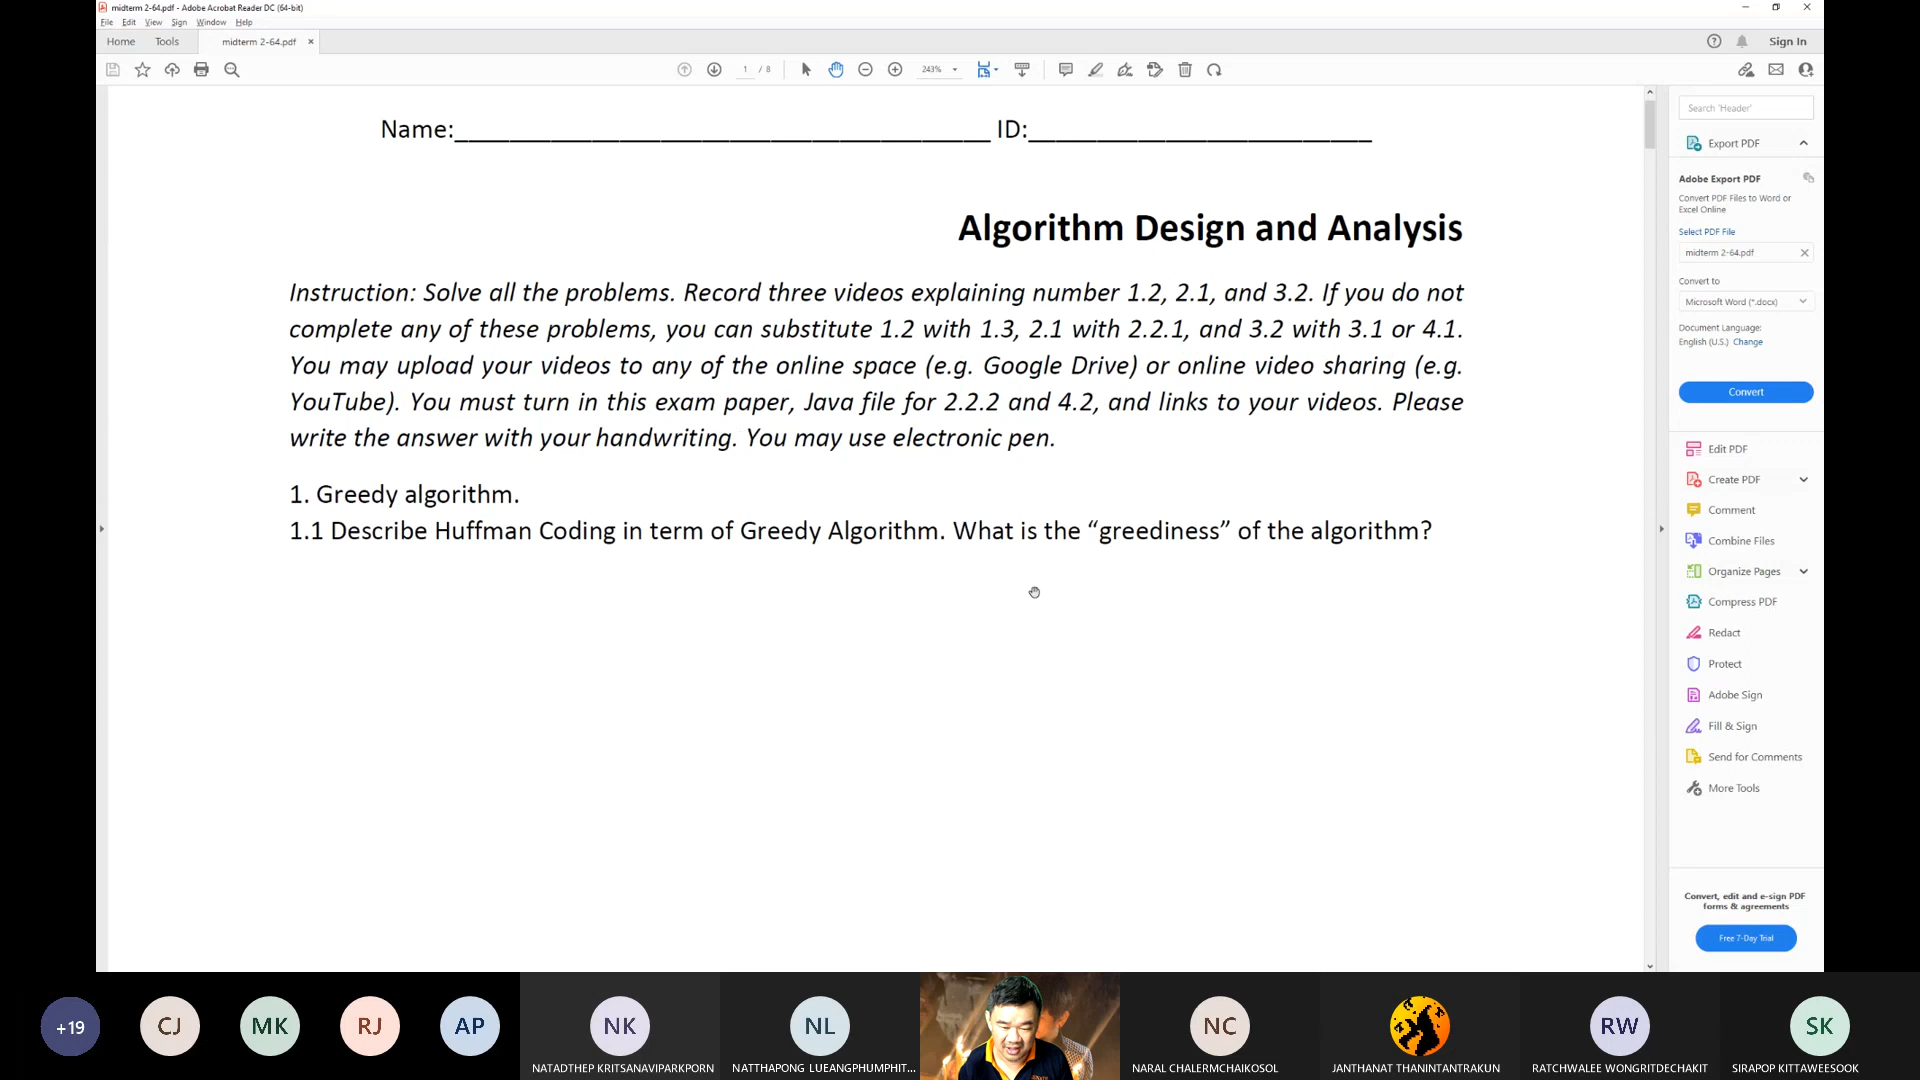 midterm 2-64.pdf - Adobe Acrobat Reader DC (64-bit)
File Edit View Sign Window Help
Home Tools midterm 2-64.pdf × Sign In
1 / 8 243%
Name:_______________________________________ ID:_________________________
Algorithm Design and Analysis
Instruction: Solve all the problems. Record three videos explaining number 1.2, 2.1, and 3.2. If you do not
complete any of these problems, you can substitute 1.2 with 1.3, 2.1 with 2.2.1, and 3.2 with 3.1 or 4.1.
You may upload your videos to any of the online space (e.g. Google Drive) or online video sharing (e.g.
YouTube). You must turn in this exam paper, Java file for 2.2.2 and 4.2, and links to your videos. Please
write the answer with your handwriting. You may use electronic pen.
1. Greedy algorithm.
1.1 Describe Huffman Coding in term of Greedy Algorithm. What is the “greediness” of the algorithm?
Search 'Header'
Export PDF
Adobe Export PDF
Convert PDF Files to Word or
Excel Online
Select PDF File
midterm 2-64.pdf
Convert to
Microsoft Word (*.docx)
Document Language:
English (U.S.) Change
Convert
Edit PDF
Create PDF
Comment
Combine Files
Organize Pages
Compress PDF
Redact
Protect
Adobe Sign
Fill & Sign
Send for Comments
More Tools
Convert, edit and e-sign PDF
forms & agreements
Free 7-Day Trial
+19 CJ MK RJ AP NK NL NC RW SK
NATADTHEP KRITSANAVIPARKPORN NATTHAPONG LUEANGPHUMPHIT... NARAL CHALERMCHAIKOSOL JANTHANAT THANINTANTRAKUN RATCHWALEE WONGRITDECHAKIT SIRAPOP KITTAWEESOOK